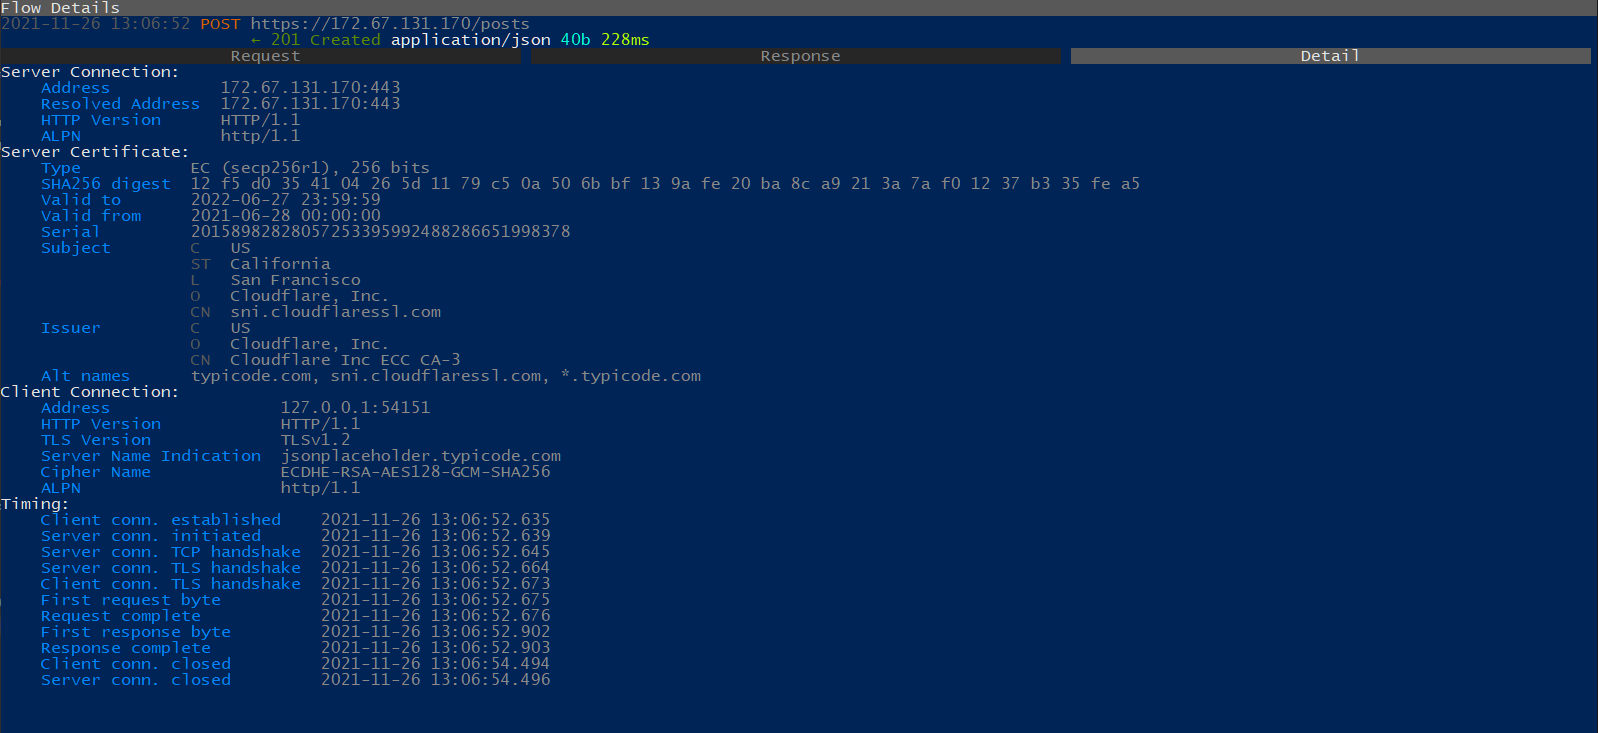 Flow Details
2021-11-26 13:06:52 POST https://172.67.131.170/posts
← 201 Created application/json 40b 228ms
Request Response Detail
Server Connection:
Address 172.67.131.170:443
Resolved Address 172.67.131.170:443
HTTP Version HTTP/1.1
ALPN http/1.1
Server Certificate:
Type EC (secp256r1), 256 bits
SHA256 digest 12 f5 d0 35 41 04 26 5d 11 79 c5 0a 50 6b bf 13 9a fe 20 ba 8c a9 21 3a 7a f0 12 37 b3 35 fe a5
Valid to 2022-06-27 23:59:59
Valid from 2021-06-28 00:00:00
Serial 20158982828057253395992488286651998378
Subject C US
ST California
L San Francisco
O Cloudflare, Inc.
CN sni.cloudflaressl.com
Issuer C US
O Cloudflare, Inc.
CN Cloudflare Inc ECC CA-3
Alt names typicode.com, sni.cloudflaressl.com, *.typicode.com
Client Connection:
Address 127.0.0.1:54151
HTTP Version HTTP/1.1
TLS Version TLSv1.2
Server Name Indication jsonplaceholder.typicode.com
Cipher Name ECDHE-RSA-AES128-GCM-SHA256
ALPN http/1.1
Timing:
Client conn. established 2021-11-26 13:06:52.635
Server conn. initiated 2021-11-26 13:06:52.639
Server conn. TCP handshake 2021-11-26 13:06:52.645
Server conn. TLS handshake 2021-11-26 13:06:52.664
Client conn. TLS handshake 2021-11-26 13:06:52.673
First request byte 2021-11-26 13:06:52.675
Request complete 2021-11-26 13:06:52.676
First response byte 2021-11-26 13:06:52.902
Response complete 2021-11-26 13:06:52.903
Client conn. closed 2021-11-26 13:06:54.494
Server conn. closed 2021-11-26 13:06:54.496